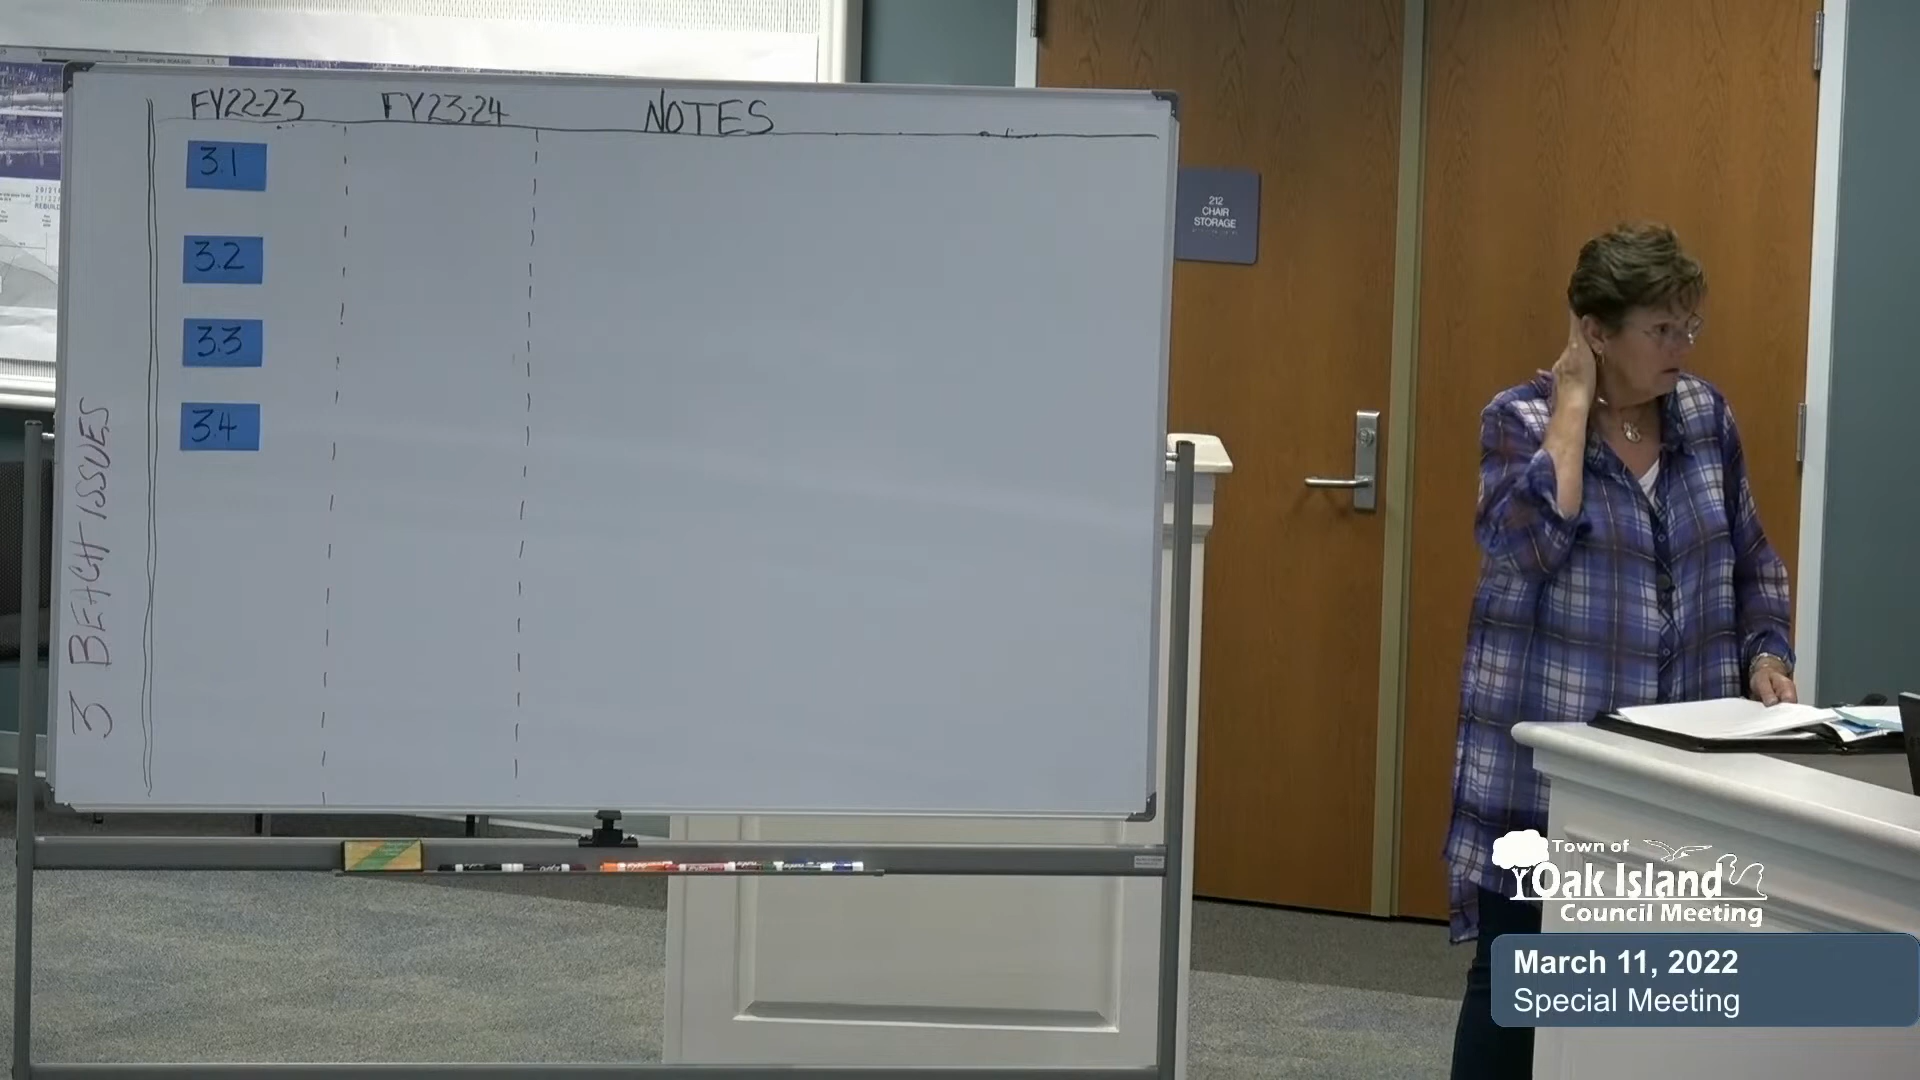 FY22-23 FY23-24 NOTES
3.1
3.2
3.3
3.4
3 BEACH ISSUES
212
CHAIR
STORAGE
REBUILD
Town of
Oak Island
Council Meeting
March 11, 2022
Special Meeting